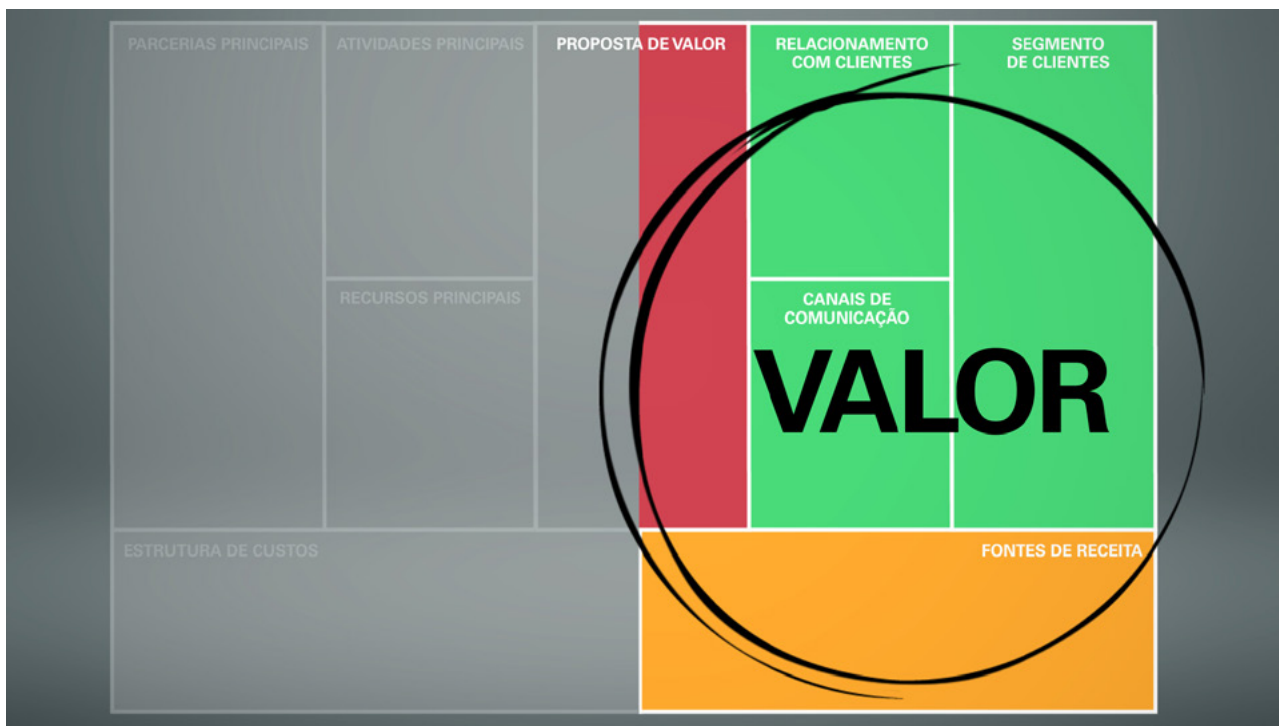 PARCERIAS PRINCIPAIS
ATIVIDADES PRINCIPAIS
PROPOSTA DE VALOR
RELACIONAMENTO
COM CLIENTES
SEGMENTO
DE CLIENTES
RECURSOS PRINCIPAIS
CANAIS DE
COMUNICAÇÃO
VALOR
ESTRUTURA DE CUSTOS
FONTES DE RECEITA